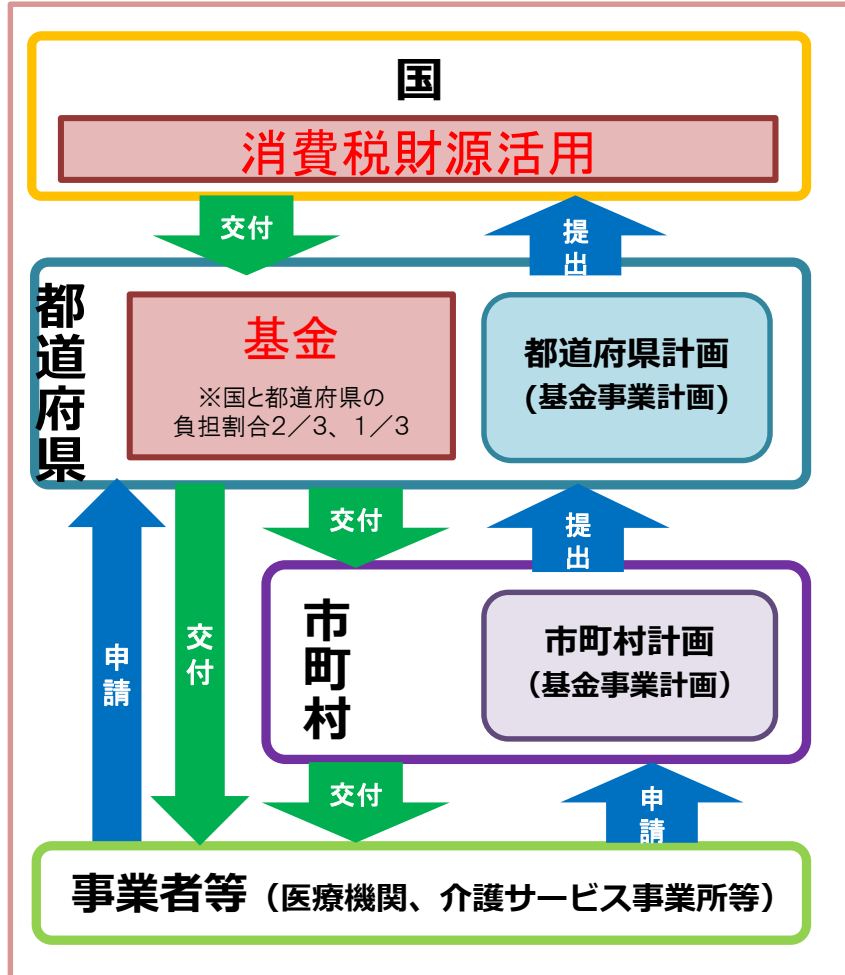 国
消費税財源活用
交付
提出
都道府県
基金
※国と都道府県の
負担割合2／3、1／3
都道府県計画
(基金事業計画)
交付
提出
申請
交付
市町村
市町村計画
（基金事業計画）
交付
申請
事業者等（医療機関、介護サービス事業所等）